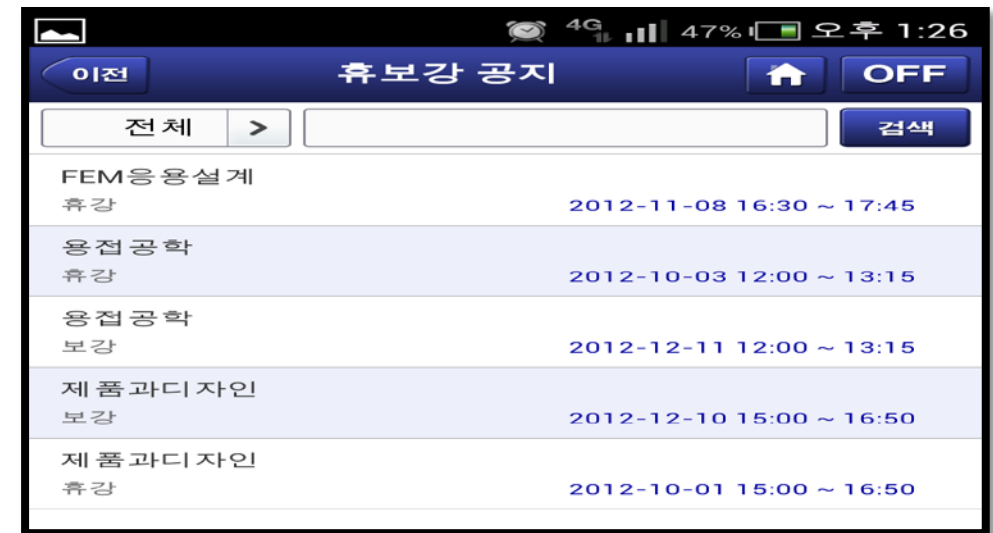 4G 47% 오후 1:26
이전 휴보강 공지 OFF
전체 > 검색
FEM응용설계
휴강 2012-11-08 16:30 ~ 17:45
용접공학
휴강 2012-10-03 12:00 ~ 13:15
용접공학
보강 2012-12-11 12:00 ~ 13:15
제품과디자인
보강 2012-12-10 15:00 ~ 16:50
제품과디자인
휴강 2012-10-01 15:00 ~ 16:50